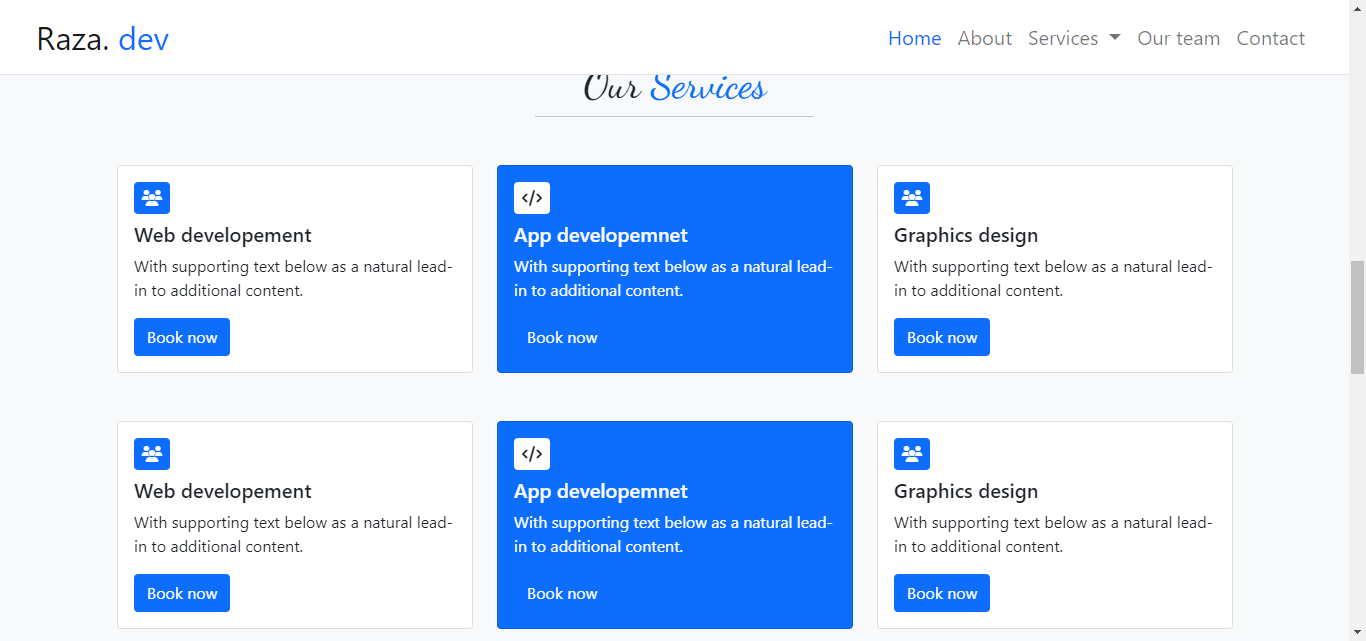 Raza. dev
Home About Services Our team Contact
Our Services
</>
Web developement
With supporting text below as a natural lead-
in to additional content.
Book now
App developemnet
With supporting text below as a natural lead-
in to additional content.
Book now
Graphics design
With supporting text below as a natural lead-
in to additional content.
Book now
Web developement
With supporting text below as a natural lead-
in to additional content.
Book now
</>
App developemnet
With supporting text below as a natural lead-
in to additional content.
Book now
Graphics design
With supporting text below as a natural lead-
in to additional content.
Book now